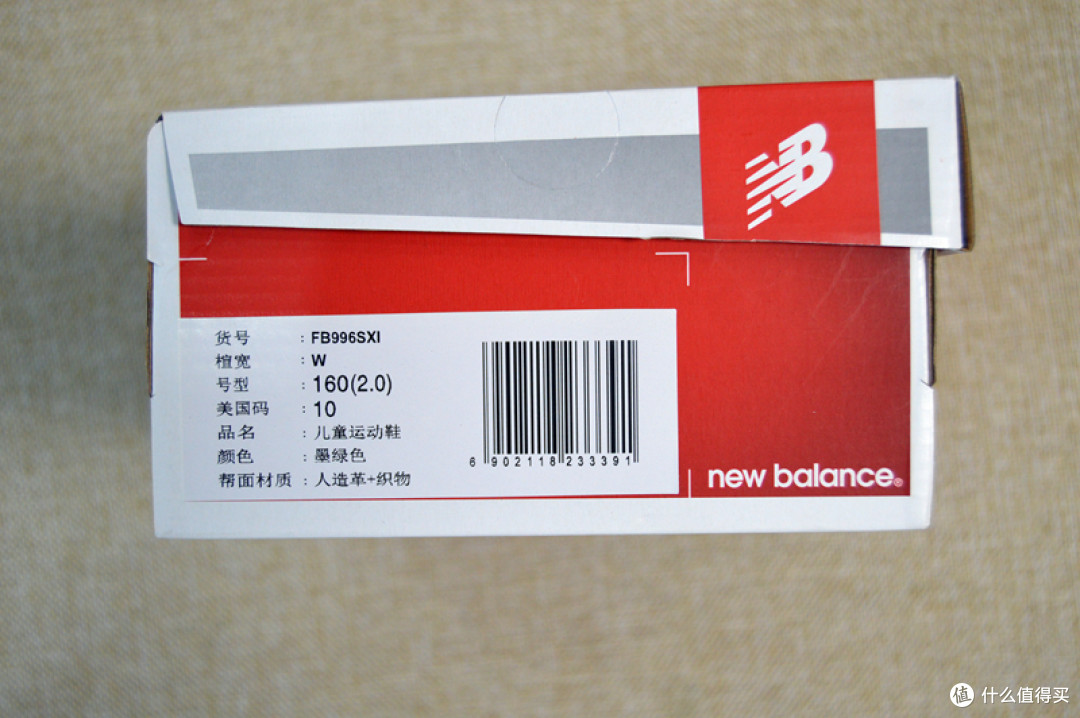 NB
货号 : FB996SXI
楦宽 : W
号型 : 160(2.0)
美国码 : 10
品名 : 儿童运动鞋
颜色 : 墨绿色
帮面材质 : 人造革+织物
6 902118 233391
new balance®
值 什么值得买